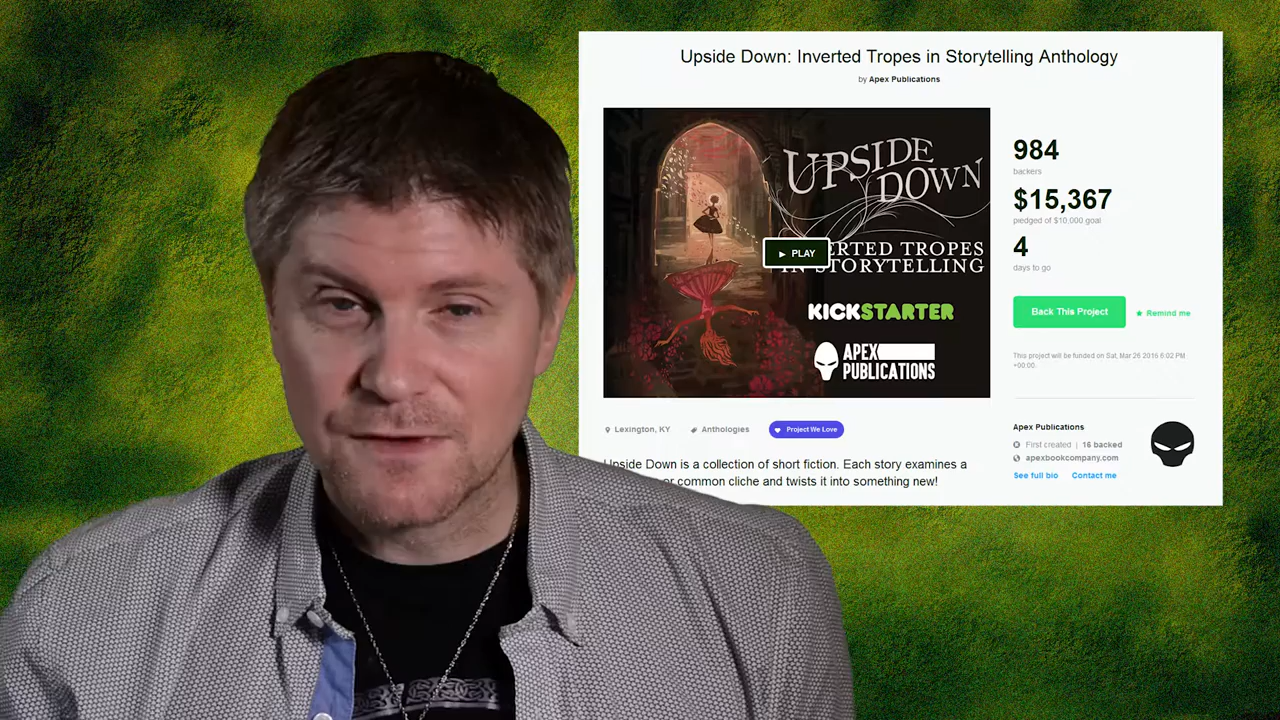 Upside Down: Inverted Tropes in Storytelling Anthology
by Apex Publications
UPSIDE
DOWN
PLAY
ERTED TROPES
IN STORYTELLING
KICKSTARTER
APEX
PUBLICATIONS
984
backers
$15,367
pledged of $10,000 goal
4
days to go
Back This Project
Remind me
This project will be funded on Sat, Mar 26 2016 6:02 PM
+00:00.
Lexington, KY
Anthologies
Project We Love
Upside Down is a collection of short fiction. Each story examines a
or common cliche and twists it into something new!
Apex Publications
First created | 16 backed
apexbookcompany.com
See full bio
Contact me